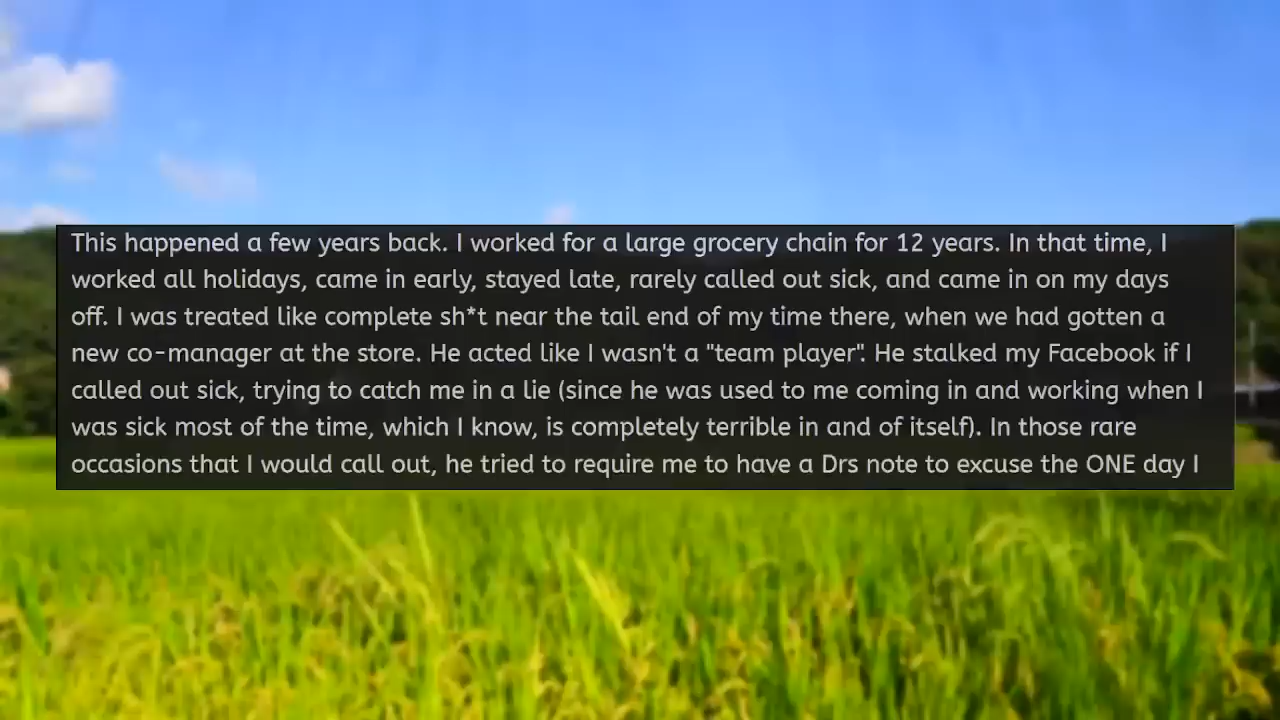 This happened a few years back. I worked for a large grocery chain for 12 years. In that time, I
worked all holidays, came in early, stayed late, rarely called out sick, and came in on my days
off. I was treated like complete sh*t near the tail end of my time there, when we had gotten a
new co-manager at the store. He acted like I wasn't a "team player". He stalked my Facebook if I
called out sick, trying to catch me in a lie (since he was used to me coming in and working when I
was sick most of the time, which I know, is completely terrible in and of itself). In those rare
occasions that I would call out, he tried to require me to have a Drs note to excuse the ONE day I